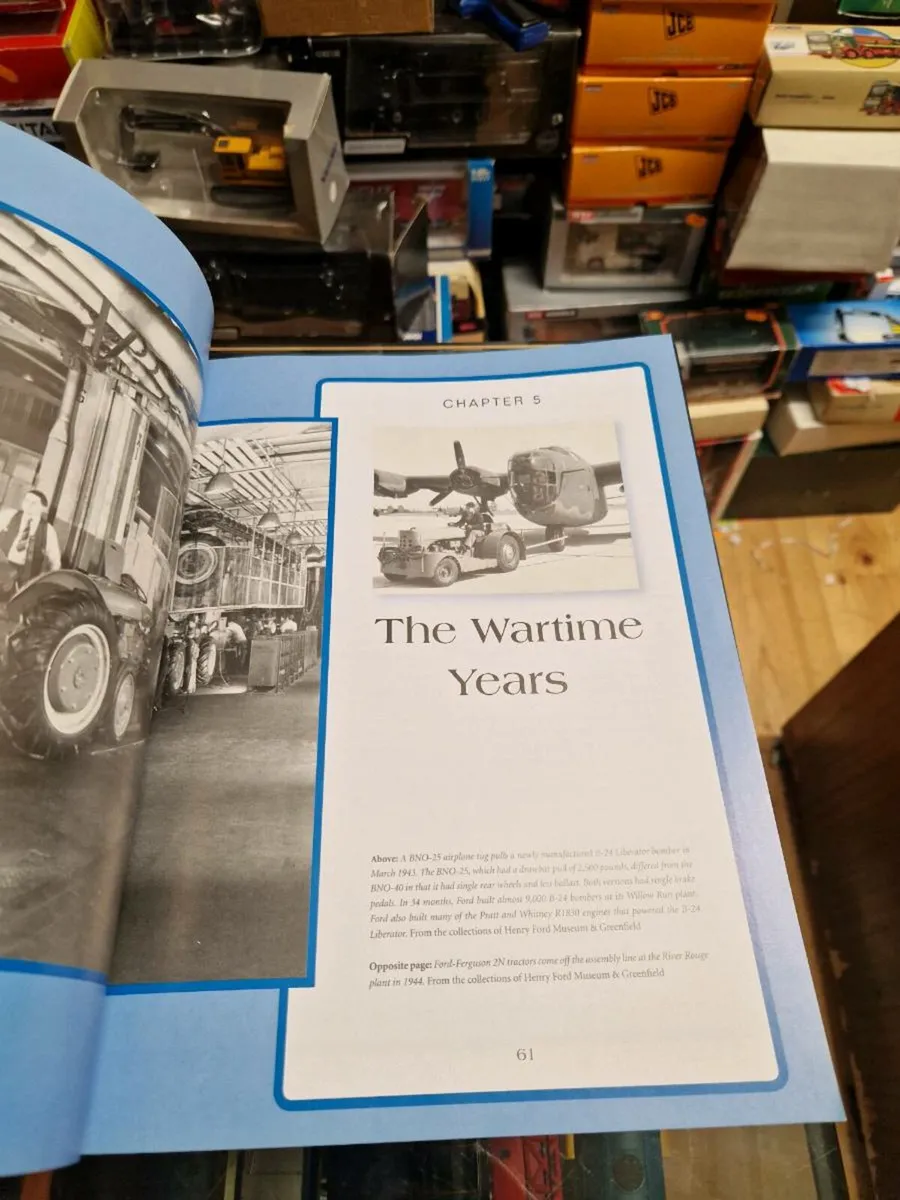 JCB
JCB
JCB
CHAPTER 5
The Wartime
Years
Above: A BNO-25 airplane tug pulls a newly manufactured B-24 Liberator bomber in
March 1943. The BNO-25, which had a drawbar pull of 2,500 pounds, differed from the
BNO-40 in that it had single rear wheels and less ballast. Both versions had single brake
pedals. In 34 months, Ford built almost 9,000 B-24 bombers at its Willow Run plant.
Ford also built many of the Pratt and Whitney R1830 engines that powered the B-24
Liberator. From the collections of Henry Ford Museum & Greenfield
Opposite page: Ford-Ferguson 2N tractors come off the assembly line at the River Rouge
plant in 1944. From the collections of Henry Ford Museum & Greenfield
61